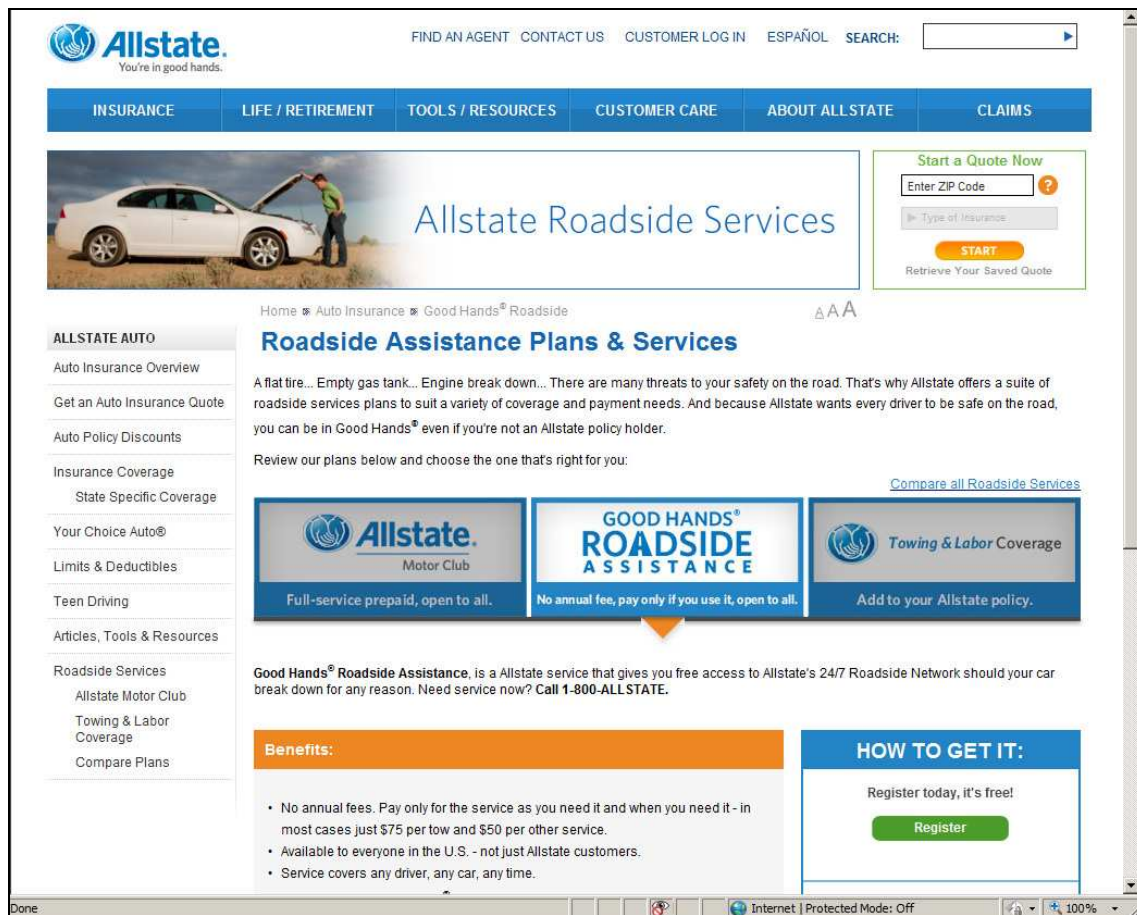 Allstate.
You're in good hands.
FIND AN AGENT CONTACT US CUSTOMER LOG IN ESPAÑOL SEARCH:
INSURANCE LIFE / RETIREMENT TOOLS / RESOURCES CUSTOMER CARE ABOUT ALLSTATE CLAIMS
Allstate Roadside Services
Start a Quote Now
Enter ZIP Code ?
Type of Insurance
START
Retrieve Your Saved Quote
Home » Auto Insurance » Good Hands® Roadside
A A A
ALLSTATE AUTO
Auto Insurance Overview
Get an Auto Insurance Quote
Auto Policy Discounts
Insurance Coverage
State Specific Coverage
Your Choice Auto®
Limits & Deductibles
Teen Driving
Articles, Tools & Resources
Roadside Services
Allstate Motor Club
Towing & Labor
Coverage
Compare Plans
Roadside Assistance Plans & Services
A flat tire... Empty gas tank... Engine break down... There are many threats to your safety on the road. That's why Allstate offers a suite of
roadside services plans to suit a variety of coverage and payment needs. And because Allstate wants every driver to be safe on the road,
you can be in Good Hands® even if you're not an Allstate policy holder.
Review our plans below and choose the one that's right for you:
Compare all Roadside Services
Allstate.
Motor Club
Full-service prepaid, open to all.
GOOD HANDS®
ROADSIDE
ASSISTANCE
No annual fee, pay only if you use it, open to all.
Towing & Labor Coverage
Add to your Allstate policy.
Good Hands® Roadside Assistance, is a Allstate service that gives you free access to Allstate's 24/7 Roadside Network should your car
break down for any reason. Need service now? Call 1-800-ALLSTATE.
Benefits:
• No annual fees. Pay only for the service as you need it and when you need it - in
most cases just $75 per tow and $50 per other service.
• Available to everyone in the U.S. - not just Allstate customers.
• Service covers any driver, any car, any time.
HOW TO GET IT:
Register today, it's free!
Register
Done
Internet | Protected Mode: Off
100%